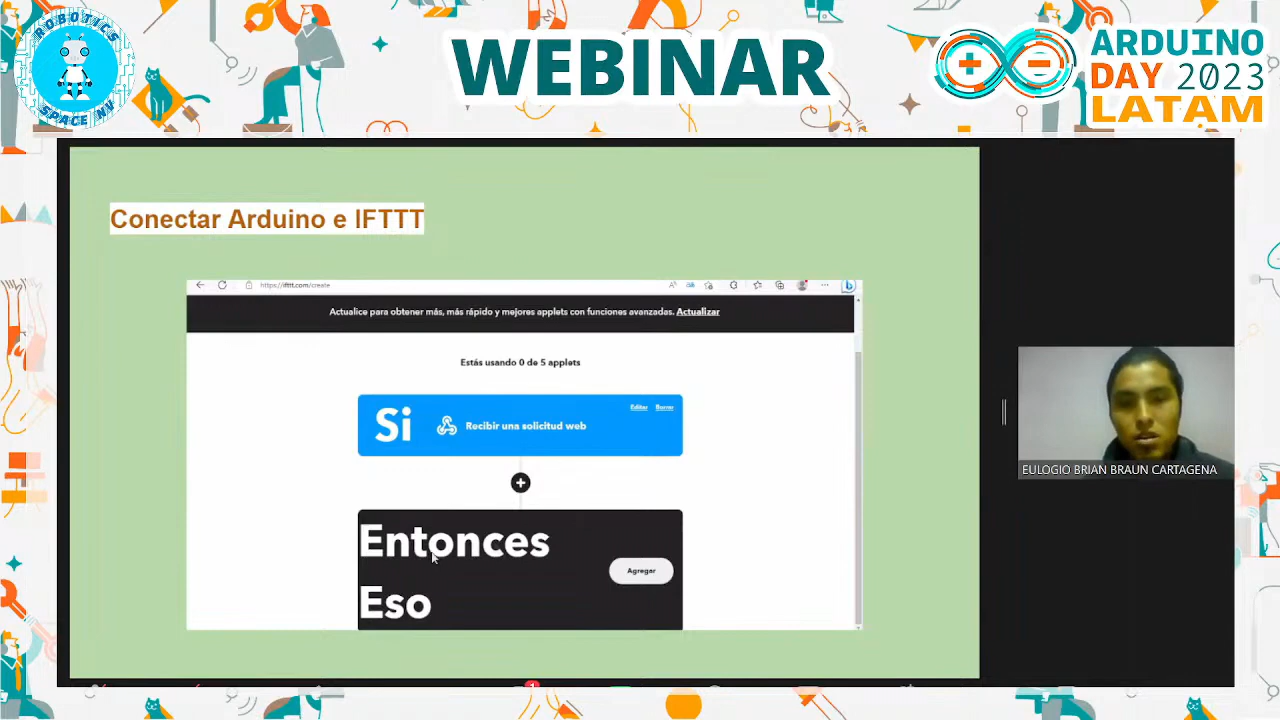 ROBOTICS
SPACE NT
WEBINAR
ARDUINO
DAY 2023
LATAM
Conectar Arduino e IFTTT
https://ifttt.com/create
Actualice para obtener más, más rápido y mejores applets con funciones avanzadas. Actualizar
Estás usando 0 de 5 applets
Si
Recibir una solicitud web
Editar Borrar
Entonces
Eso
Agregar
EULOGIO BRIAN BRAUN CARTAGENA